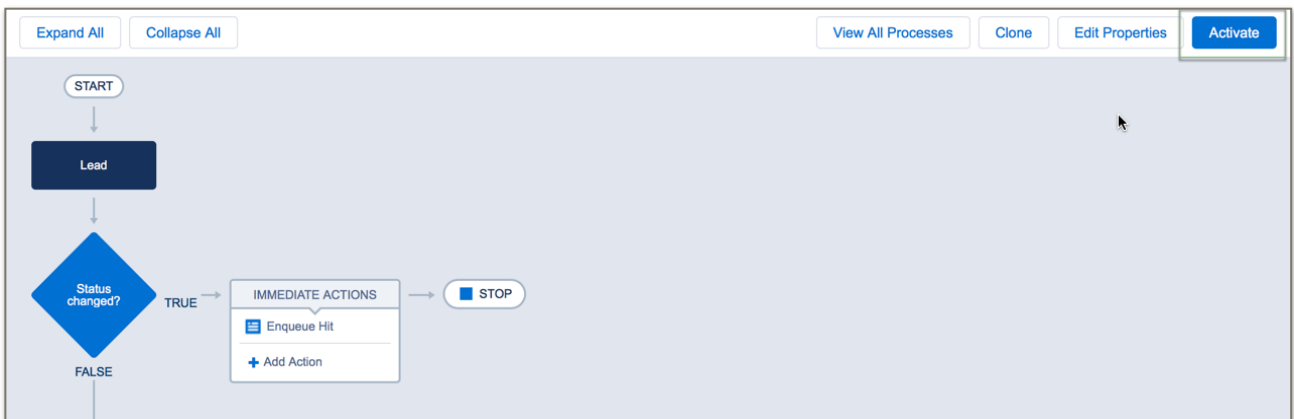 Expand All
Collapse All
View All Processes
Clone
Edit Properties
Activate
START
Lead
Status
changed?
TRUE
IMMEDIATE ACTIONS
STOP
Enqueue Hit
Add Action
FALSE